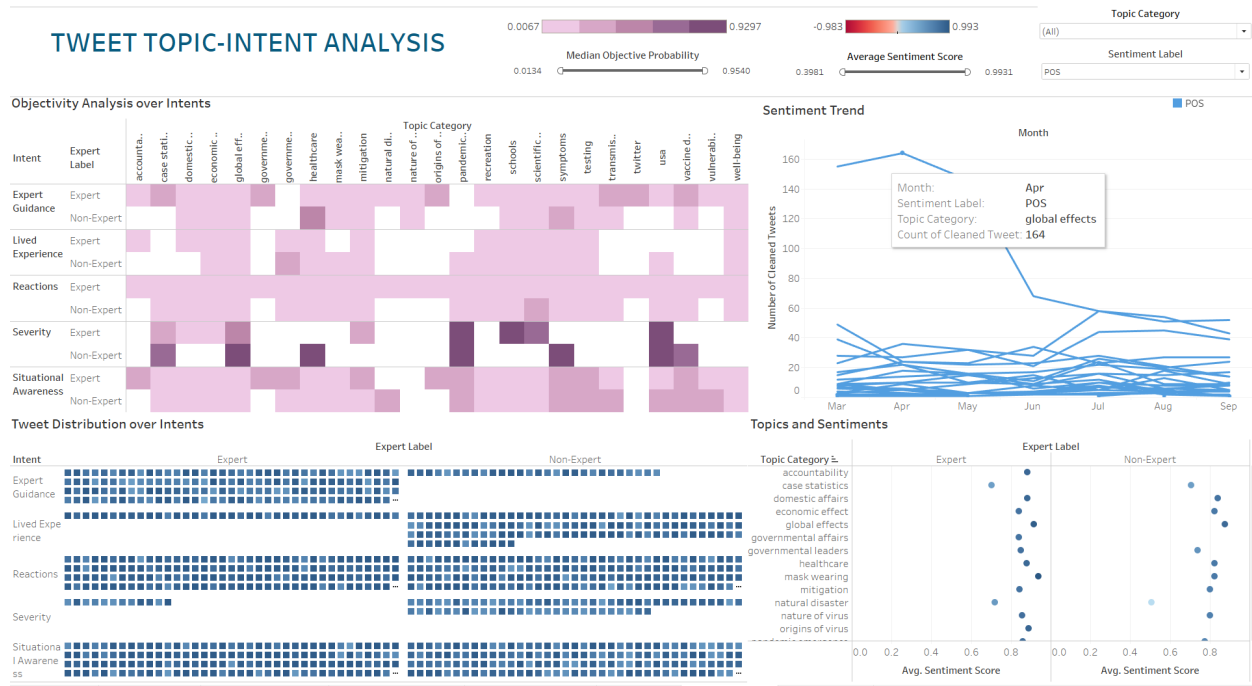 TWEET TOPIC-INTENT ANALYSIS
0.0067 0.9297
Median Objective Probability
0.0134 0.9540
-0.983 0.993
Average Sentiment Score
0.3981 0.9931
Topic Category
(All)
Sentiment Label
POS
Objectivity Analysis over Intents
Topic Category
Intent Expert Label
accounta..
case stati..
domestic ..
economic ..
global eff..
governme..
governme..
healthcare
mask wea..
mitigation
natural di..
nature of ..
origins of ..
pandemic..
recreation
schools
scientific ..
symptoms
testing
transmis..
twitter
usa
vaccine d..
vulnerabi..
well-being
Expert Guidance
Expert
Non-Expert
Lived Experience
Expert
Non-Expert
Reactions
Expert
Non-Expert
Severity
Expert
Non-Expert
Situational Awareness
Expert
Non-Expert
Sentiment Trend
POS
Month
Number of Cleaned Tweets
160
140
120
100
80
60
40
20
0
Month: Apr
Sentiment Label: POS
Topic Category: global effects
Count of Cleaned Tweet: 164
Mar Apr May Jun Jul Aug Sep
Tweet Distribution over Intents
Expert Label
Intent Expert Non-Expert
Expert
Guidance
...
Lived Expe
rience
Reactions
... ...
Severity
Situationa
l Awarene
ss
... ...
Topics and Sentiments
Expert Label
Topic Category Expert Non-Expert
accountability
case statistics
domestic affairs
economic effect
global effects
governmental affairs
governmental leaders
healthcare
mask wearing
mitigation
natural disaster
nature of virus
origins of virus
0.0 0.2 0.4 0.6 0.8 0.0 0.2 0.4 0.6 0.8
Avg. Sentiment Score Avg. Sentiment Score